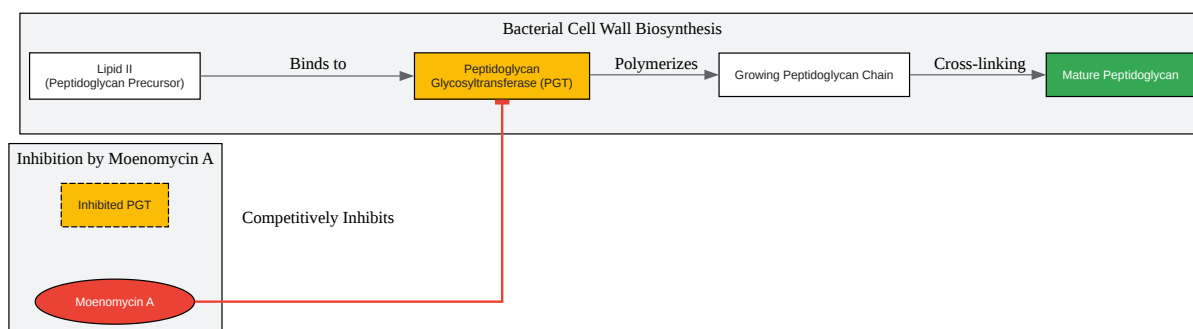 Bacterial Cell Wall Biosynthesis
Lipid II
(Peptidoglycan Precursor)
Binds to
Peptidoglycan
Glycosyltransferase (PGT)
Polymerizes
Growing Peptidoglycan Chain
Cross-linking
Mature Peptidoglycan
Inhibition by Moenomycin A
Inhibited PGT
Competitively Inhibits
Moenomycin A